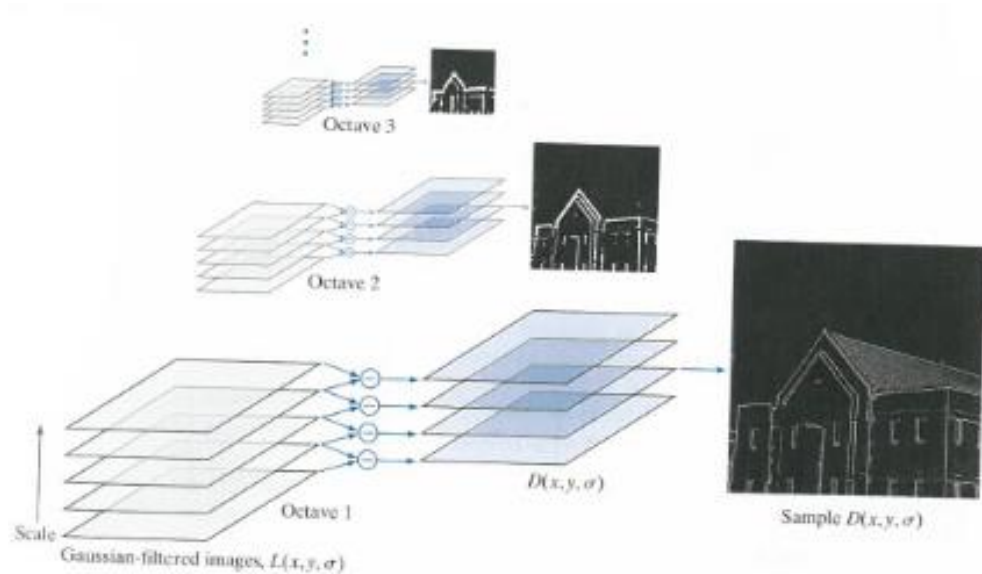 Octave 3
Octave 2
Octave 1
D(x, y, σ)
Sample D(x, y, σ)
Scale
Gaussian-filtered images, L(x, y, σ)